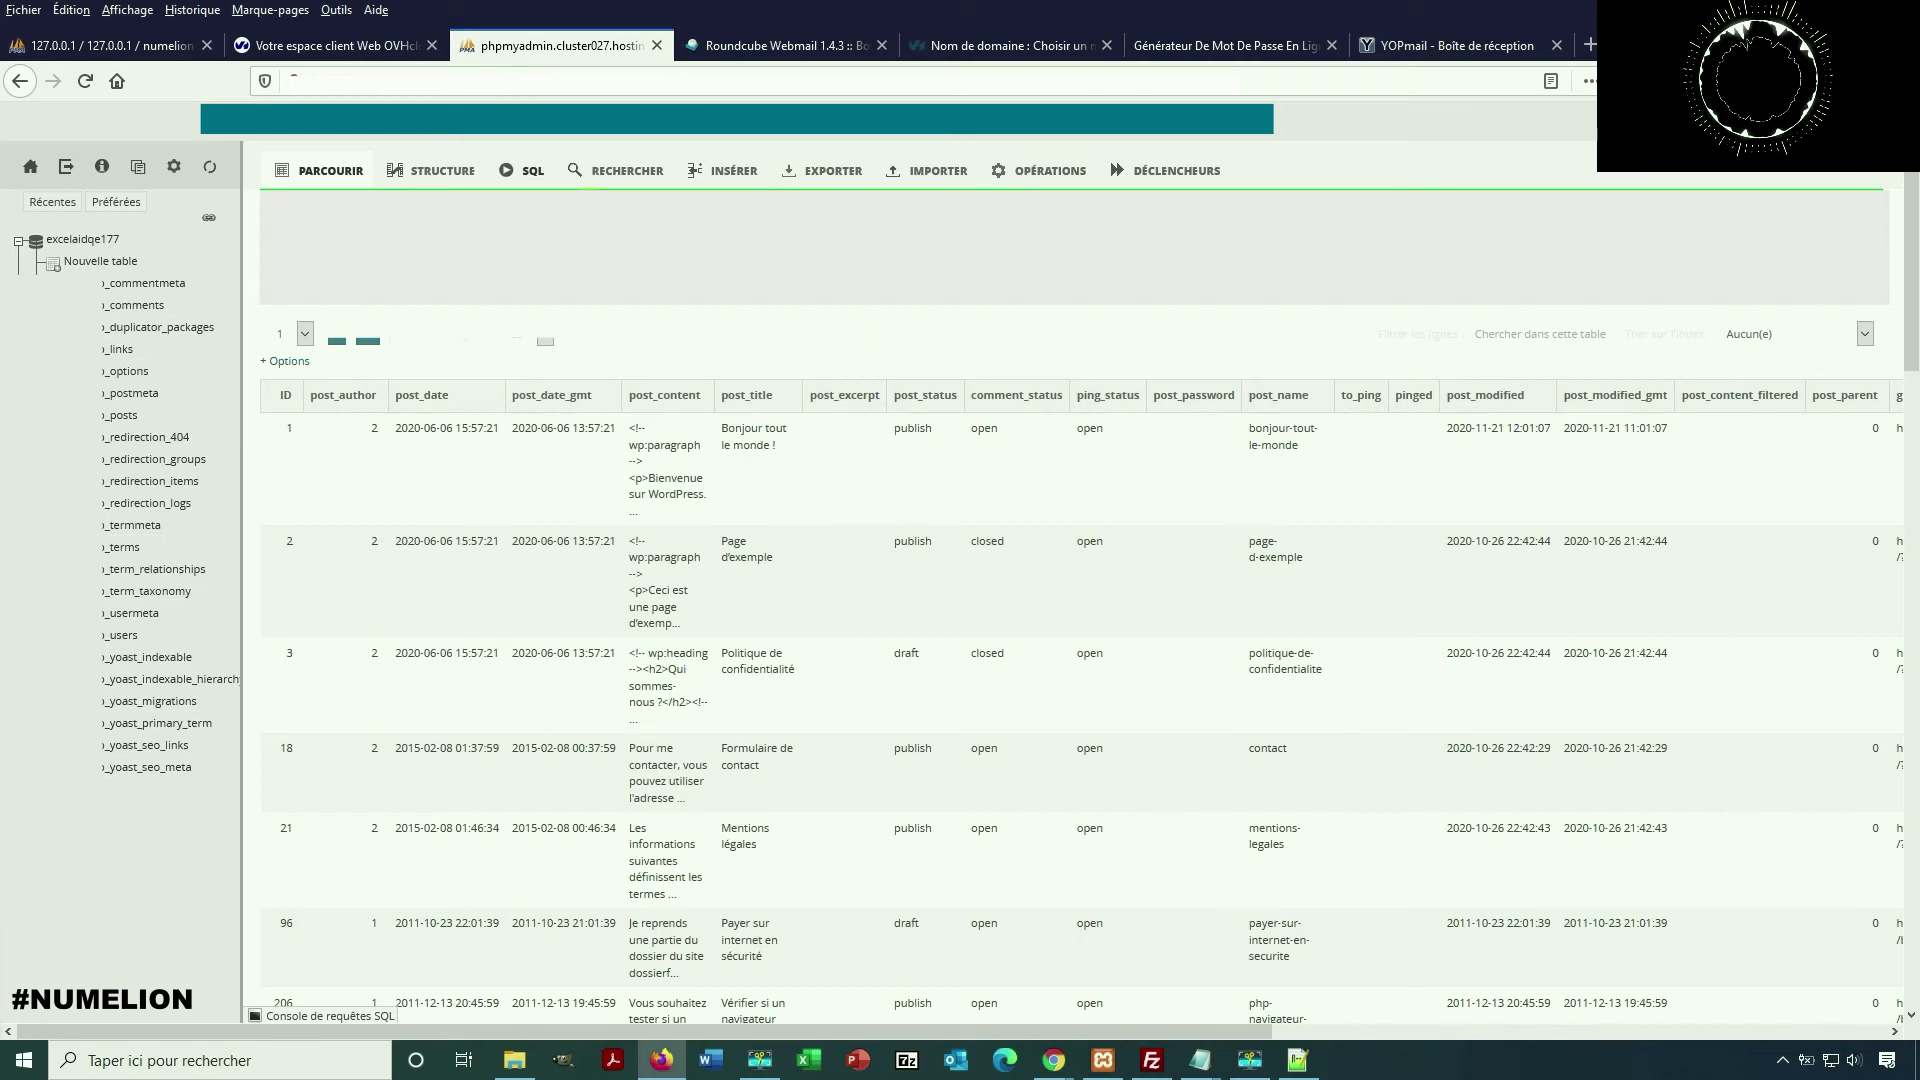 Fichier Édition Affichage Historique Marque-pages Outils Aide
127.0.0.1 / 127.0.0.1 / numelion
Votre espace client Web OVHcl
phpmyadmin.cluster027.hostin
Roundcube Webmail 1.4.3 :: Bo
Nom de domaine : Choisir un n
Générateur De Mot De Passe En Lig
YOPmail - Boîte de réception
PARCOURIR STRUCTURE SQL RECHERCHER INSÉRER EXPORTER IMPORTER OPÉRATIONS DÉCLENCHEURS
Récentes Préférées
excelaidqe177
Nouvelle table
_commentmeta
_comments
_duplicator_packages
_links
_options
_postmeta
_posts
_redirection_404
_redirection_groups
_redirection_items
_redirection_logs
_termmeta
_terms
_term_relationships
_term_taxonomy
_usermeta
_users
_yoast_indexable
_yoast_indexable_hierarchy
_yoast_migrations
_yoast_primary_term
_yoast_seo_links
_yoast_seo_meta
#NUMELION
1 Filtrer les lignes : Chercher dans cette table Trier sur l'index: Aucun(e)
+ Options
ID post_author post_date post_date_gmt post_content post_title post_excerpt post_status comment_status ping_status post_password post_name to_ping pinged post_modified post_modified_gmt post_content_filtered post_parent g
1 2 2020-06-06 15:57:21 2020-06-06 13:57:21 <!-- Bonjour tout publish open open bonjour-tout- 2020-11-21 12:01:07 2020-11-21 11:01:07 0 h
wp:paragraph le monde ! le-monde
-->
<p>Bienvenue
sur WordPress.
...
2 2 2020-06-06 15:57:21 2020-06-06 13:57:21 <!-- Page publish closed open page- 2020-10-26 22:42:44 2020-10-26 21:42:44 0 h
wp:paragraph d'exemple d-exemple /?
-->
<p>Ceci est
une page
d'exemp...
3 2 2020-06-06 15:57:21 2020-06-06 13:57:21 <!-- wp:heading Politique de draft closed open politique-de- 2020-10-26 22:42:44 2020-10-26 21:42:44 0 h
--><h2>Qui confidentialité confidentialite /?
sommes-
nous ?</h2><!--
...
18 2 2015-02-08 01:37:59 2015-02-08 00:37:59 Pour me Formulaire de publish open open contact 2020-10-26 22:42:29 2020-10-26 21:42:29 0 h
contacter, vous contact /?
pouvez utiliser
l'adresse ...
21 2 2015-02-08 01:46:34 2015-02-08 00:46:34 Les Mentions publish open open mentions- 2020-10-26 22:42:43 2020-10-26 21:42:43 0 h
informations légales legales /?
suivantes
définissent les
termes ...
96 1 2011-10-23 22:01:39 2011-10-23 21:01:39 Je reprends Payer sur draft open open payer-sur- 2011-10-23 22:01:39 2011-10-23 21:01:39 0 h
une partie du internet en internet-en-
dossier du site sécurité securite
dossierf...
206 1 2011-12-13 20:45:59 2011-12-13 19:45:59 Vous souhaitez Vérifier si un publish open open php- 2011-12-13 20:45:59 2011-12-13 19:45:59 0 h
tester si un navigateur navigateur-
Console de requêtes SQL
Taper ici pour rechercher